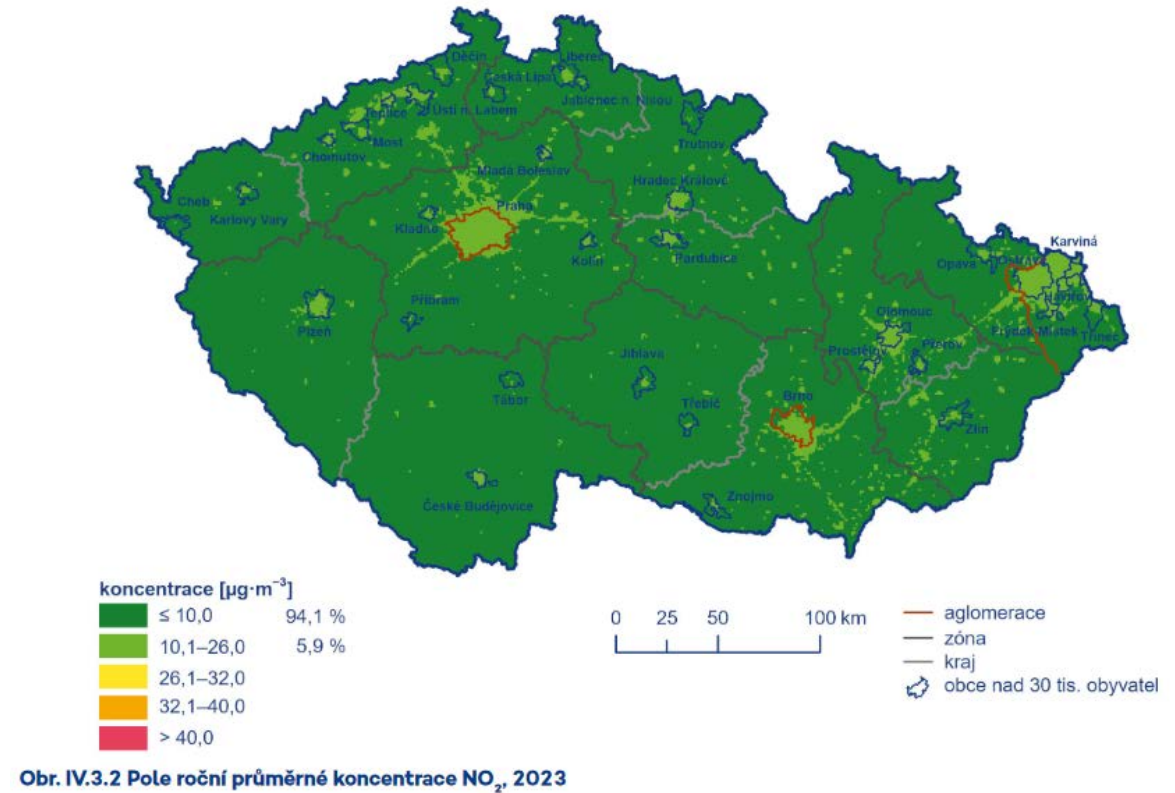 Děčín
Liberec
Česká Lípa
Jablonec n. Nisou
Teplice
Ústí n. Labem
Most
Chomutov
Trutnov
Mladá Boleslav
Hradec Králové
Cheb
Karlovy Vary
Praha
Kladno
Kolín
Pardubice
Karviná
Opava
Ostrava
Havířov
Příbram
Plzeň
Olomouc
Frýdek-Místek
Třinec
Jihlava
Prostějov
Přerov
Tábor
Třebíč
Brno
Zlín
České Budějovice
Znojmo
koncentrace [µg·m⁻³]
≤ 10,0 94,1 %
10,1–26,0 5,9 %
26,1–32,0
32,1–40,0
> 40,0
0 25 50 100 km
aglomerace
zóna
kraj
obce nad 30 tis. obyvatel
Obr. IV.3.2 Pole roční průměrné koncentrace NO₂, 2023